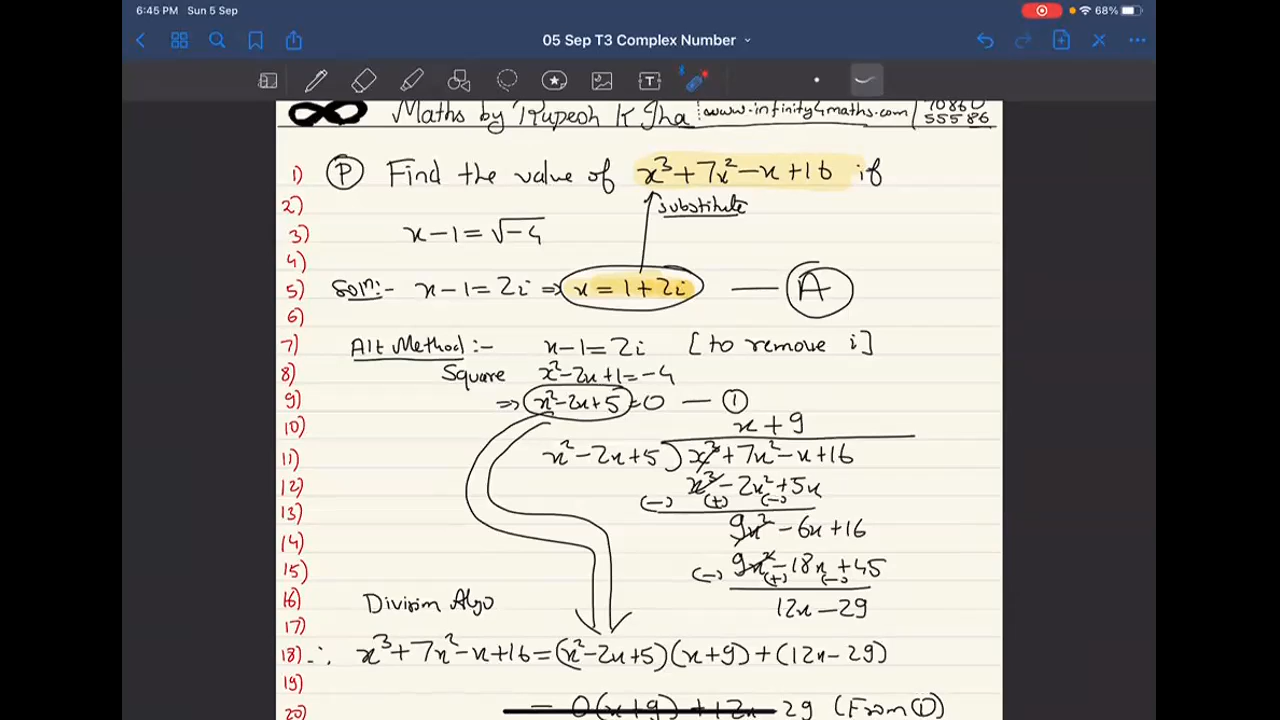 6:45 PM Sun 5 Sep
68%
05 Sep T3 Complex Number
T
∞ Maths by Rupesh K Jha www.infinity4maths.com / 70860 55586
1) (P) Find the value of x³ + 7x² - x + 16 if
2) substitute
3) x - 1 = √-4
4)
5) Soln:- x - 1 = 2i ⇒ x = 1 + 2i — (A)
6)
7) Alt Method :- x - 1 = 2i [to remove i]
8) Square x² - 2x + 1 = -4
9) ⇒ x² - 2x + 5 = 0 — ①
10) x + 9
11) x² - 2x + 5 ) x³ + 7x² - x + 16
12) x³ - 2x² + 5x
(-) (+) (-)
13)
9x² - 6x + 16
14)
15) 9x² - 18x + 45
(-) (+) (-)
16) Division Algo 12x - 29
17)
18) ∴ x³ + 7x² - x + 16 = (x² - 2x + 5)(x + 9) + (12x - 29)
19)
20) = 0(x + 9) + 12x - 29 (From ①)